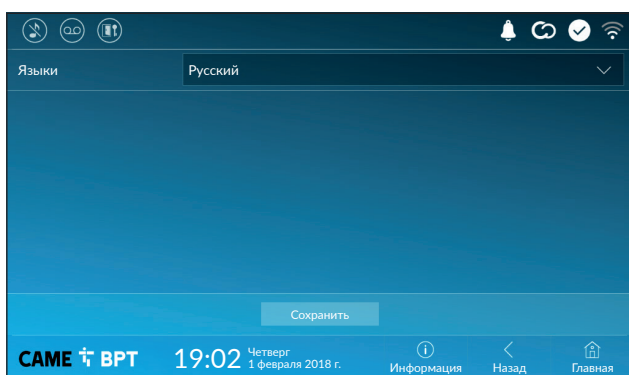 Языки
Русский
Сохранить
CAME BPT
19:02
Четверг
1 февраля 2018 г.
Информация
Назад
Главная